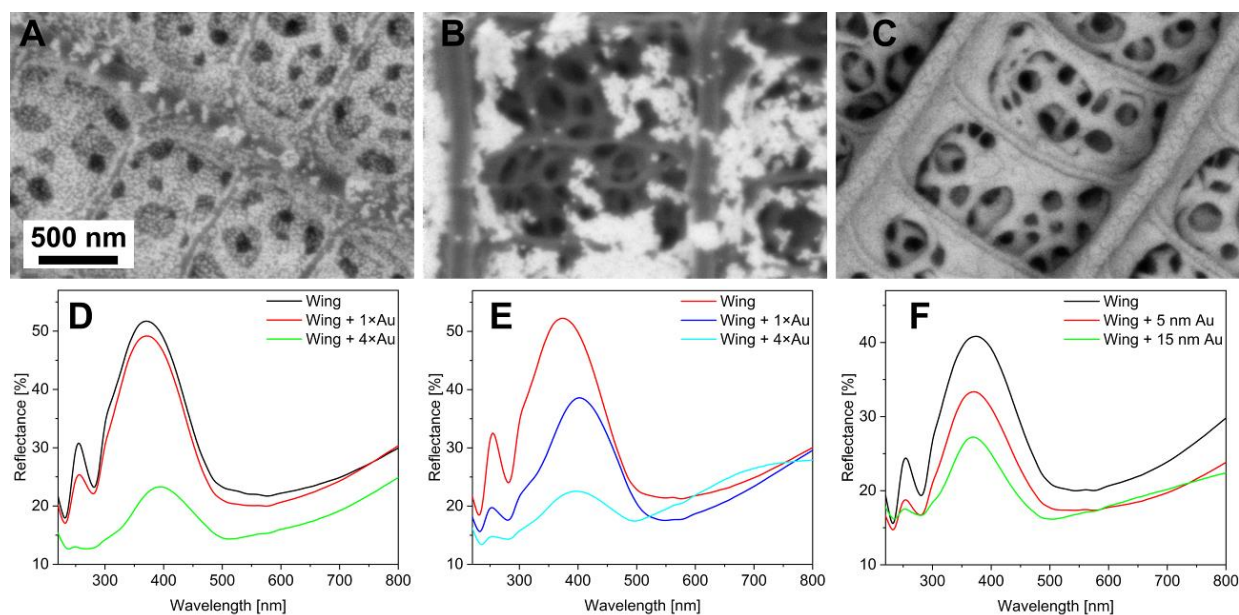 A
B
C
500 nm
D
Wing
Wing + 1×Au
Wing + 4×Au
50
40
30
20
10
Reflectance [%]
300 400 500 600 700 800
Wavelength [nm]
E
Wing
Wing + 1×Au
Wing + 4×Au
50
40
30
20
10
Reflectance [%]
300 400 500 600 700 800
Wavelength [nm]
F
Wing
Wing + 5 nm Au
Wing + 15 nm Au
40
30
20
10
Reflectance [%]
300 400 500 600 700 800
Wavelength [nm]